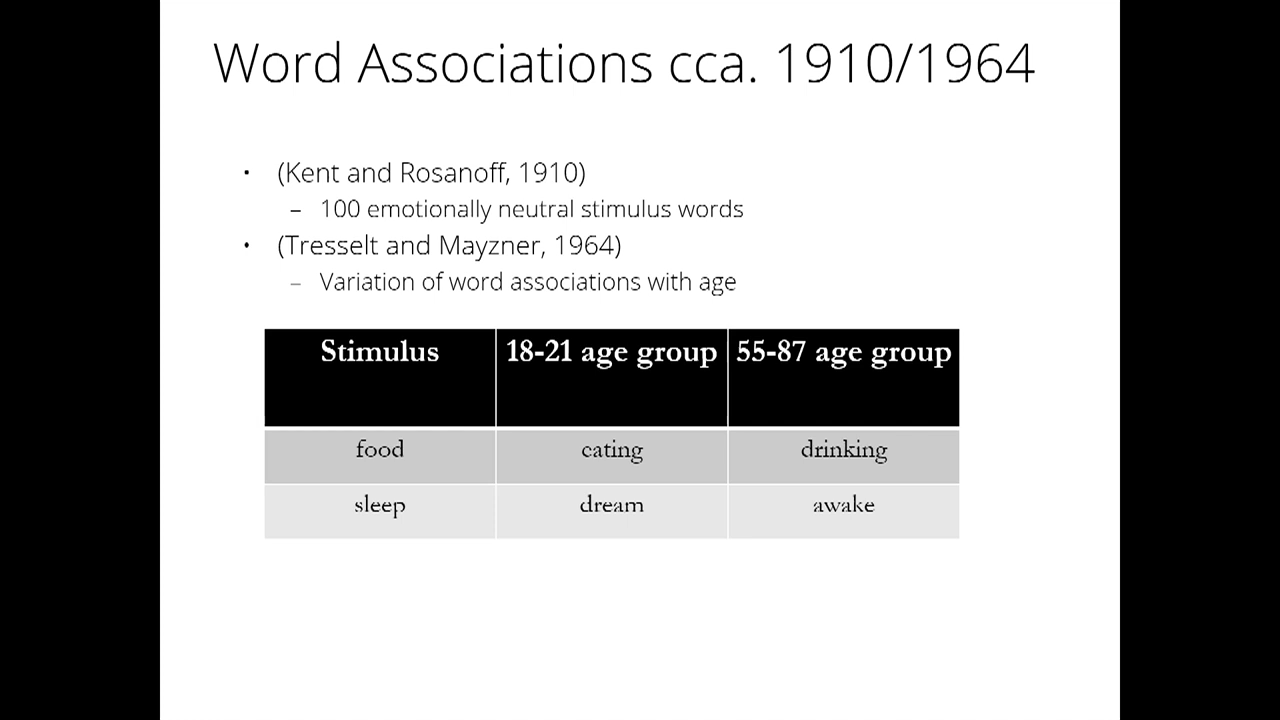 Word Associations cca. 1910/1964
• (Kent and Rosanoff, 1910)
– 100 emotionally neutral stimulus words
• (Tresselt and Mayzner, 1964)
– Variation of word associations with age
Stimulus 18-21 age group 55-87 age group
food eating drinking
sleep dream awake